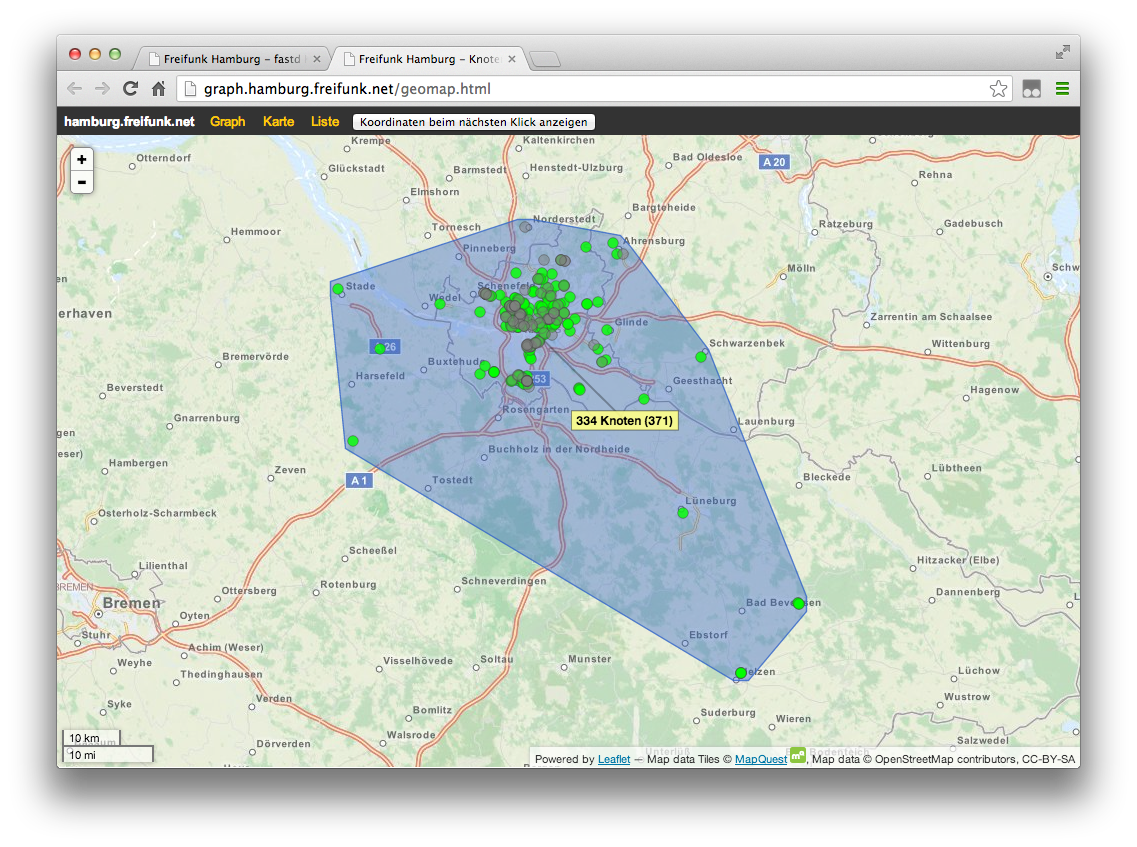 Freifunk Hamburg – fastd
Freifunk Hamburg – Knote
graph.hamburg.freifunk.net/geomap.html
hamburg.freifunk.net Graph Karte Liste Koordinaten beim nächsten Klick anzeigen
+
-
Krempe
Kaltenkirchen
Otterndorf
Glückstadt
Barmstedt
Henstedt-Ulzburg
Bad Oldesloe
A 20
Rehna
Elmshorn
Bargteheide
Hemmoor
Tornesch
Norderstedt
Ratzeburg
Gadebusch
Pinneberg
Ahrensburg
Mölln
Schw
Stade
Wedel
Schenefel
erhaven
Glinde
Zarrentin am Schaalsee
26
Schwarzenbek
Wittenburg
Bremervörde
Buxtehude
Harsefeld
253
Geesthacht
Beverstedt
Hagenow
Gnarrenburg
Rosengarten
334 Knoten (371)
Lauenburg
gen
eser)
Hambergen
Zeven
Buchholz in der Nordheide
A 1
Tostedt
Bleckede
Lübtheen
Lüneburg
Osterholz-Scharmbeck
Scheeßel
Lilienthal
Hitzacker (Elbe)
BREMEN
Bremen
Ottersberg
Rotenburg
Schneverdingen
Dannenberg
L
Oyten
Bad Beve sen
Stuhr
Achim (Weser)
Ebstorf
Weyhe
Thedinghausen
Visselhövede
Soltau
Munster
elzen
Lüchow
Syke
Verden
Bomlitz
Suderburg
Wieren
Wustrow
10 km
10 mi
Dörverden
Walsrode
Unterlüß
Bodenteich
Salzwedel
Powered by Leaflet — Map data Tiles © MapQuest , Map data © OpenStreetMap contributors, CC-BY-SA